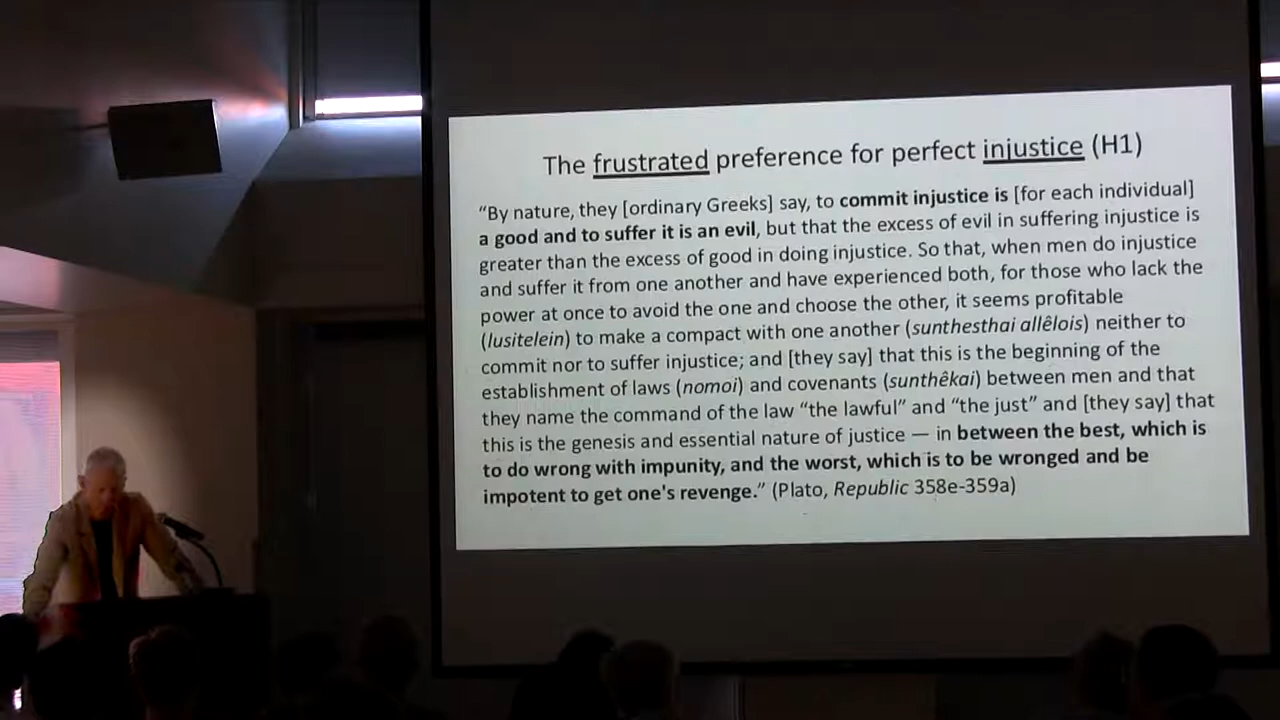 The frustrated preference for perfect injustice (H1)
“By nature, they [ordinary Greeks] say, to commit injustice is [for each individual]
a good and to suffer it is an evil, but that the excess of evil in suffering injustice is
greater than the excess of good in doing injustice. So that, when men do injustice
and suffer it from one another and have experienced both, for those who lack the
power at once to avoid the one and choose the other, it seems profitable
(lusitelein) to make a compact with one another (sunthesthai allêlois) neither to
commit nor to suffer injustice; and [they say] that this is the beginning of the
establishment of laws (nomoi) and covenants (sunthêkai) between men and that
they name the command of the law “the lawful” and “the just” and [they say] that
this is the genesis and essential nature of justice — in between the best, which is
to do wrong with impunity, and the worst, which is to be wronged and be
impotent to get one's revenge.” (Plato, Republic 358e-359a)